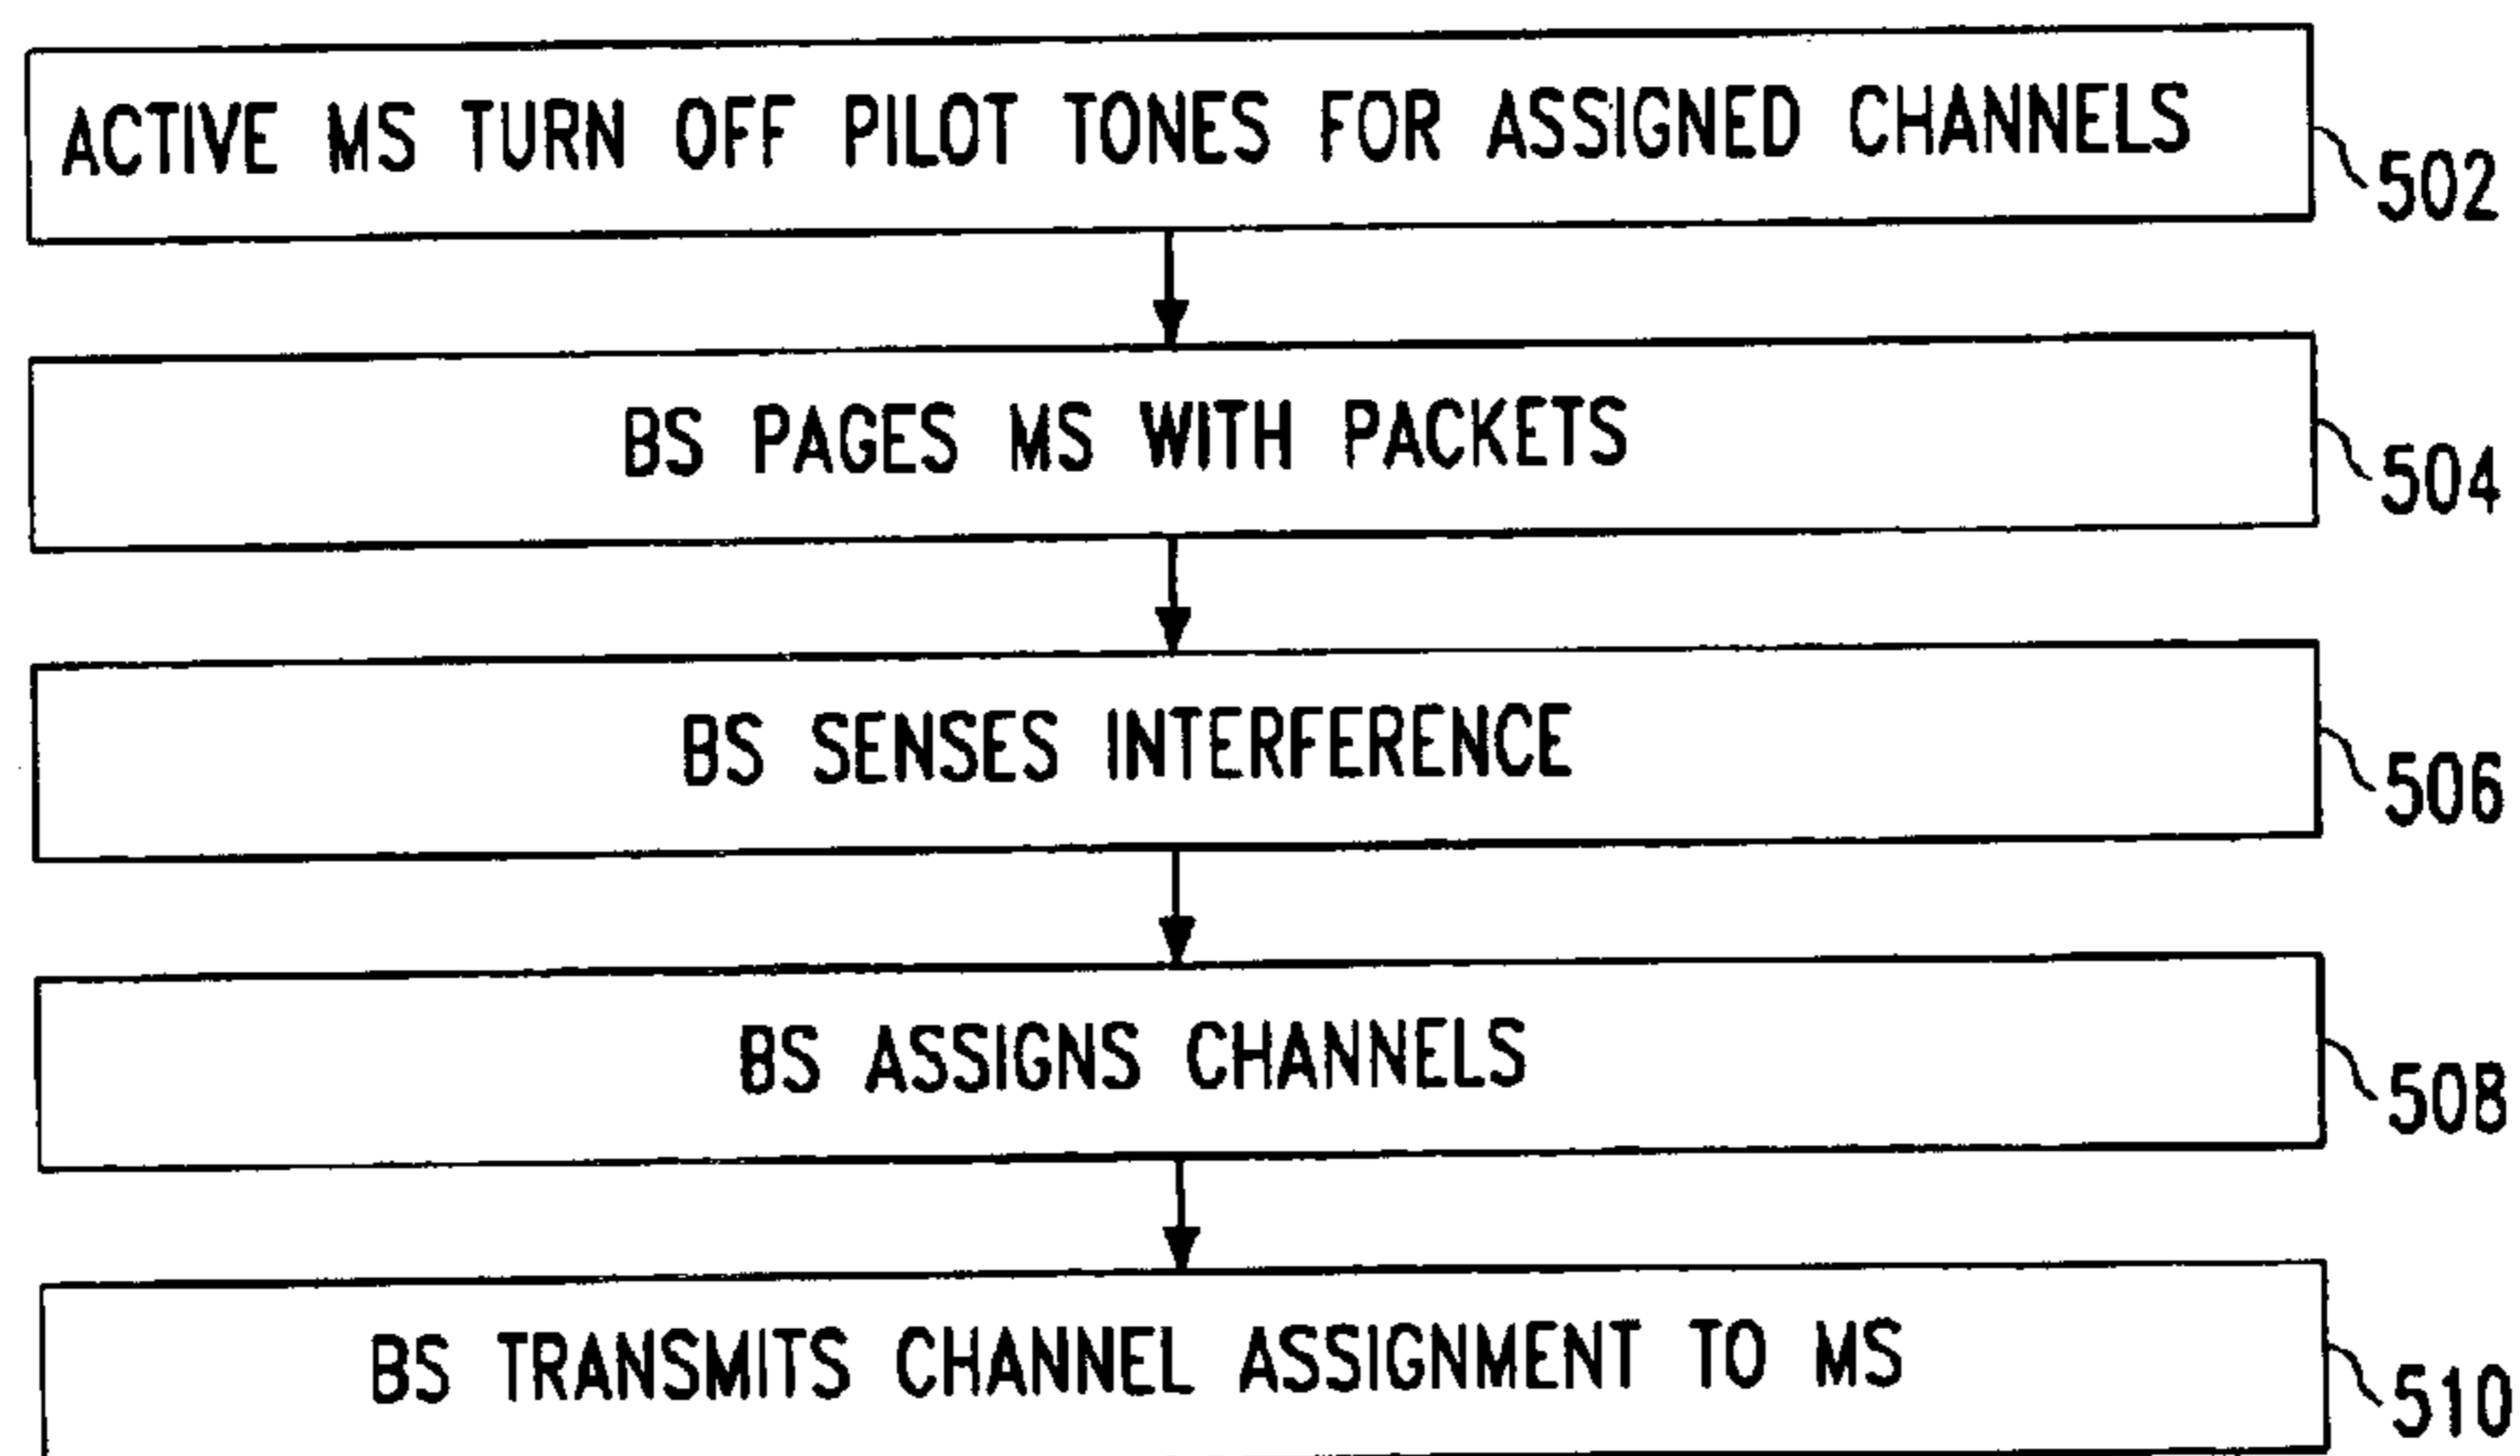 ACTIVE MS TURN OFF PILOT TONES FOR ASSIGNED CHANNELS
502
BS PAGES MS WITH PACKETS
504
BS SENSES INTERFERENCE
506
BS ASSIGNS CHANNELS
508
BS TRANSMITS CHANNEL ASSIGNMENT TO MS
510